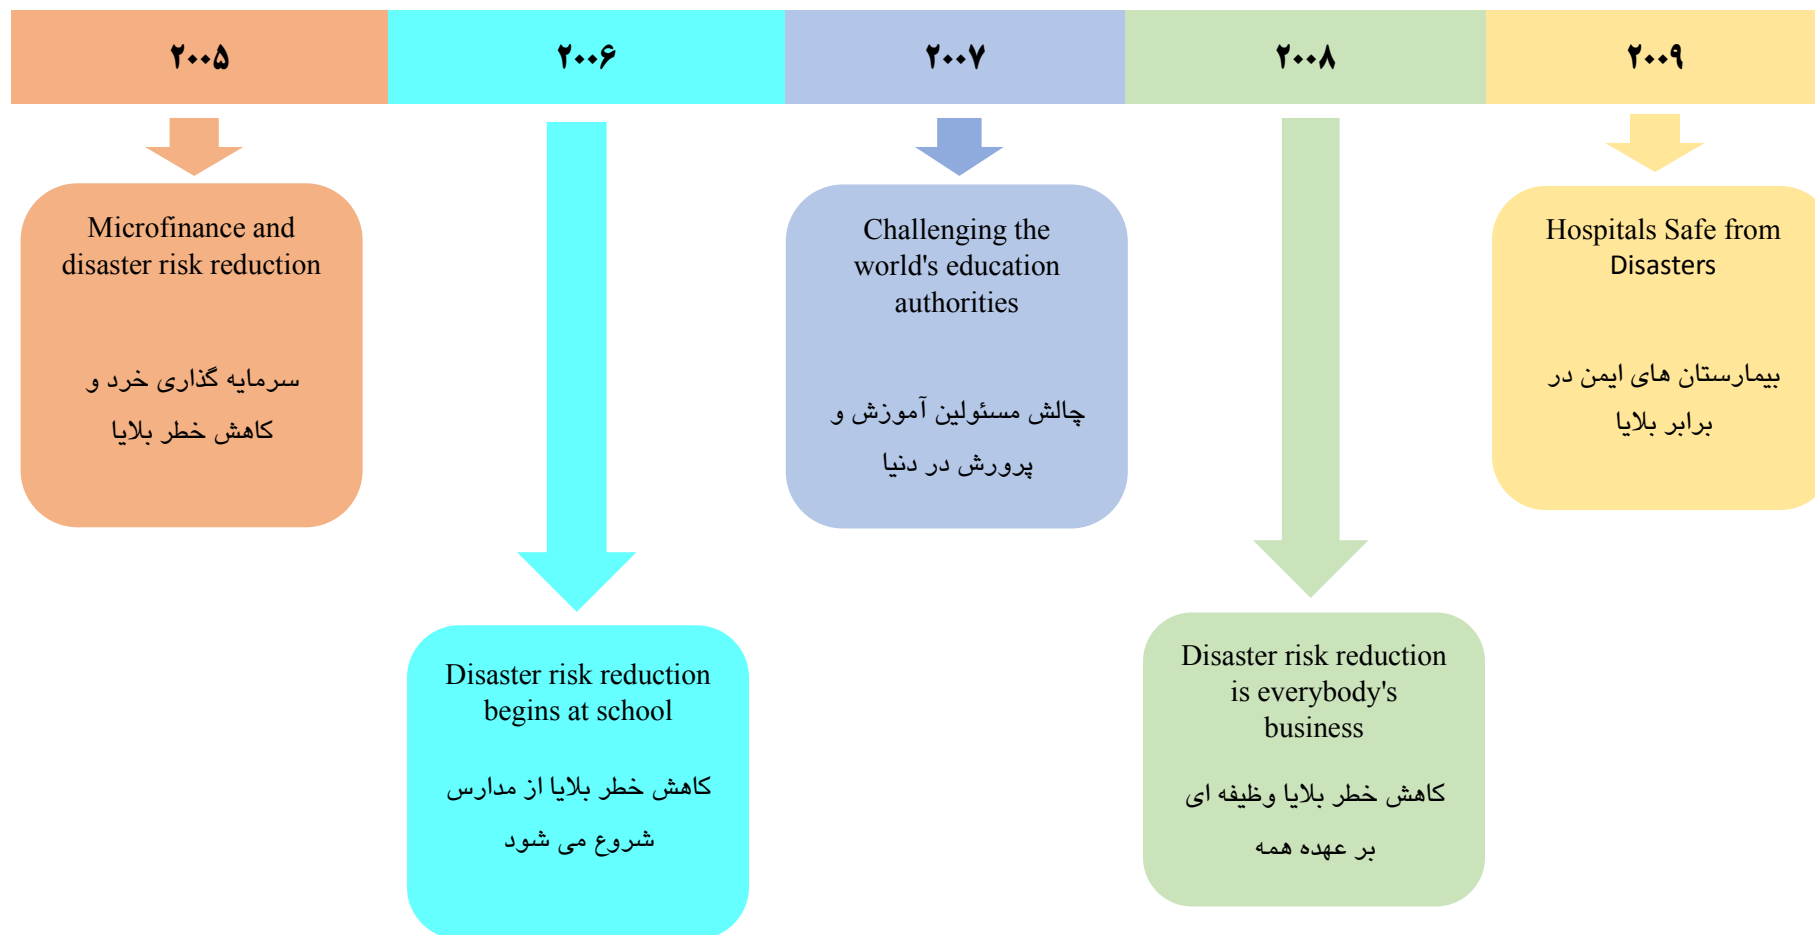 ۲۰۰۵
۲۰۰۶
۲۰۰۷
۲۰۰۸
۲۰۰۹
Microfinance and
disaster risk reduction
سرمایه گذاری خرد و
کاهش خطر بلایا
Disaster risk reduction
begins at school
کاهش خطر بلایا از مدارس
شروع می شود
Challenging the
world's education
authorities
چالش مسئولین آموزش و
پرورش در دنیا
Disaster risk reduction
is everybody's
business
کاهش خطر بلایا وظیفه ای
بر عهده همه
Hospitals Safe from
Disasters
بیمارستان های ایمن در
برابر بلایا